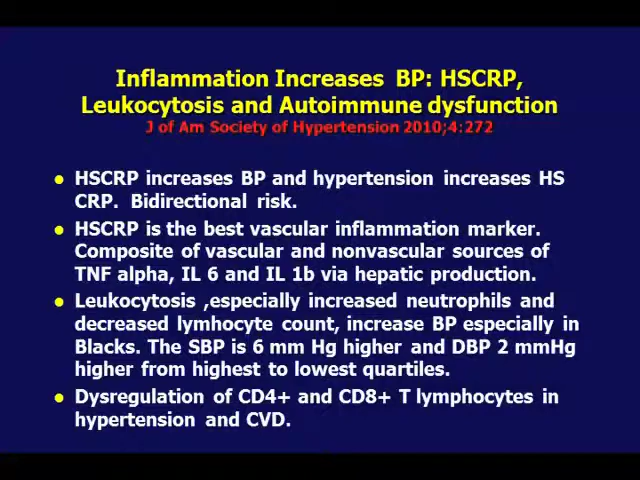 Inflammation Increases BP: HSCRP,
Leukocytosis and Autoimmune dysfunction
J of Am Society of Hypertension 2010;4:272
• HSCRP increases BP and hypertension increases HS
CRP. Bidirectional risk.
• HSCRP is the best vascular inflammation marker.
Composite of vascular and nonvascular sources of
TNF alpha, IL 6 and IL 1b via hepatic production.
• Leukocytosis ,especially increased neutrophils and
decreased lymhocyte count, increase BP especially in
Blacks. The SBP is 6 mm Hg higher and DBP 2 mmHg
higher from highest to lowest quartiles.
• Dysregulation of CD4+ and CD8+ T lymphocytes in
hypertension and CVD.